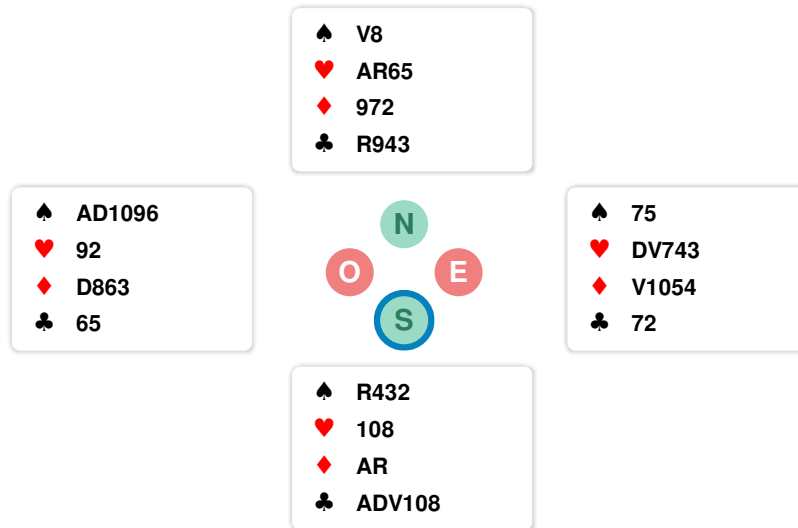 ♠ V8
♥ AR65
♦ 972
♣ R943
♠ AD1096
♥ 92
♦ D863
♣ 65
N
O E
S
♠ 75
♥ DV743
♦ V1054
♣ 72
♠ R432
♥ 108
♦ AR
♣ ADV108